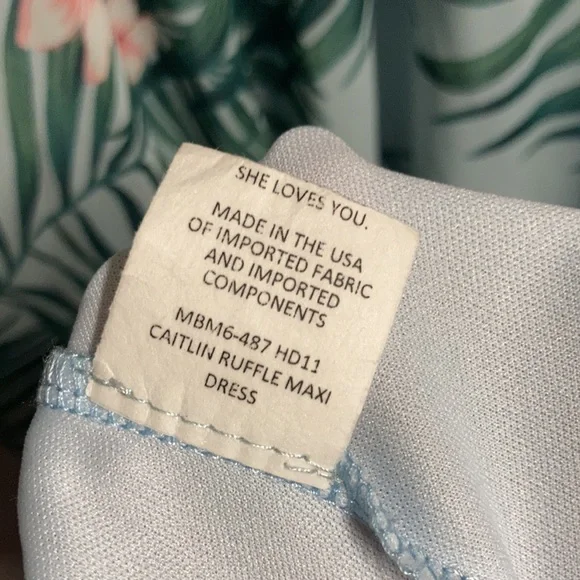 SHE LOVES YOU.
MADE IN THE USA
OF IMPORTED FABRIC
AND IMPORTED
COMPONENTS
MBM6-487 HD11
CAITLIN RUFFLE MAXI
DRESS